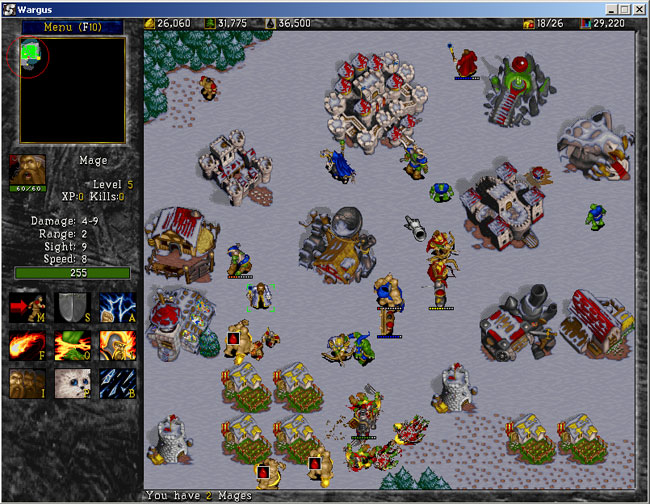 Wargus
Menu (F10)
26,060 31,775 36,500 18/26 29,220
Mage
60/60
Level 5
XP:0 Kills:0
Damage: 4-9
Range: 2
Sight: 9
Speed: 8
255
M S A
F O
I P B
You have 2 Mages